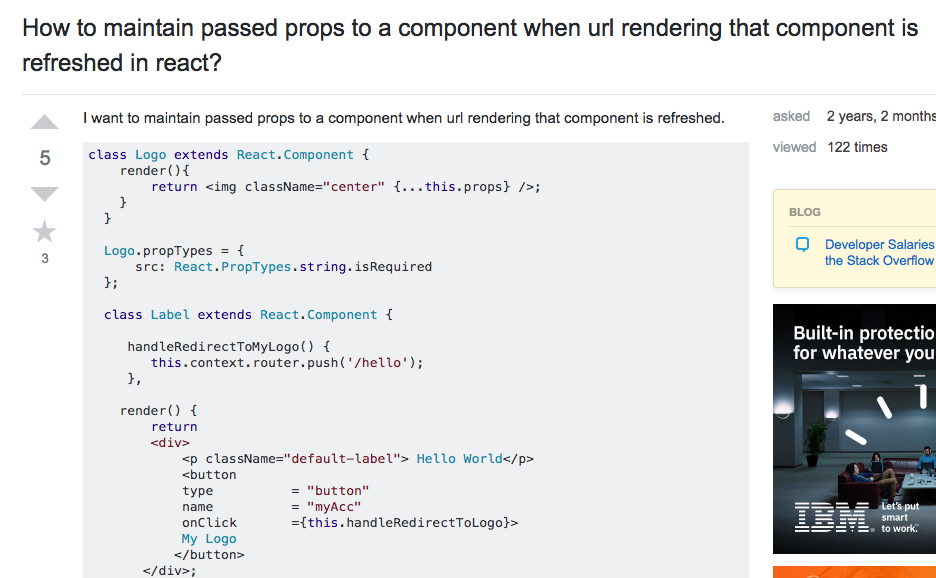 How to maintain passed props to a component when url rendering that component is
refreshed in react?
5
3
I want to maintain passed props to a component when url rendering that component is refreshed.
class Logo extends React.Component {
    render(){
        return <img className="center" {...this.props} />;
    }
  }

  Logo.propTypes = {
      src: React.PropTypes.string.isRequired
  };

  class Label extends React.Component {

     handleRedirectToMyLogo() {
        this.context.router.push('/hello');
     },

    render() {
        return
        <div>
            <p className="default-label"> Hello World</p>
            <button
            type          = "button"
            name          = "myAcc"
            onClick       ={this.handleRedirectToLogo}>
            My Logo
           </button>
       </div>;
asked 2 years, 2 months
viewed 122 times
BLOG
Developer Salaries
the Stack Overflow
Built-in protectio
for whatever you
IBM.
Let's put
smart
to work.